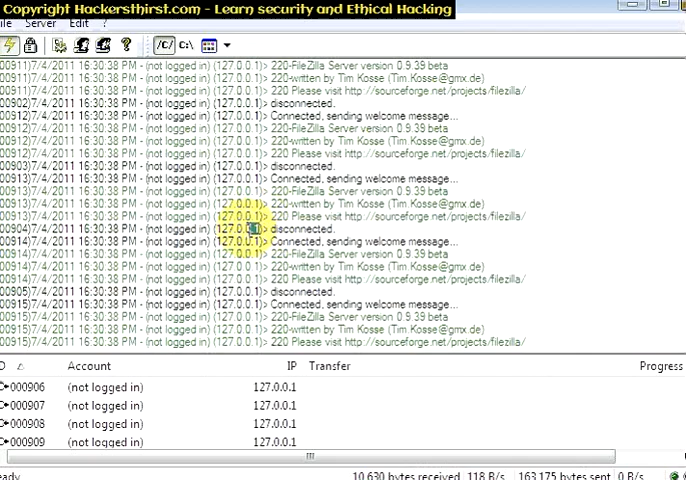 Copyright Hackersthirst.com - Learn security and Ethical Hacking
File Server Edit ?
/C/ C:\
00911)7/4/2011 16:30:38 PM - (not logged in) (127.0.0.1)> 220-FileZilla Server version 0.9.39 beta
00911)7/4/2011 16:30:38 PM - (not logged in) (127.0.0.1)> 220-written by Tim Kosse (Tim.Kosse@gmx.de)
00911)7/4/2011 16:30:38 PM - (not logged in) (127.0.0.1)> 220 Please visit http://sourceforge.net/projects/filezilla/
00902)7/4/2011 16:30:38 PM - (not logged in) (127.0.0.1)> disconnected.
00912)7/4/2011 16:30:38 PM - (not logged in) (127.0.0.1)> Connected, sending welcome message...
00912)7/4/2011 16:30:38 PM - (not logged in) (127.0.0.1)> 220-FileZilla Server version 0.9.39 beta
00912)7/4/2011 16:30:38 PM - (not logged in) (127.0.0.1)> 220-written by Tim Kosse (Tim.Kosse@gmx.de)
00912)7/4/2011 16:30:38 PM - (not logged in) (127.0.0.1)> 220 Please visit http://sourceforge.net/projects/filezilla/
00903)7/4/2011 16:30:38 PM - (not logged in) (127.0.0.1)> disconnected.
00913)7/4/2011 16:30:38 PM - (not logged in) (127.0.0.1)> Connected, sending welcome message...
00913)7/4/2011 16:30:38 PM - (not logged in) (127.0.0.1)> 220-FileZilla Server version 0.9.39 beta
00913)7/4/2011 16:30:38 PM - (not logged in) (127.0.0.1)> 220-written by Tim Kosse (Tim.Kosse@gmx.de)
00913)7/4/2011 16:30:38 PM - (not logged in) (127.0.0.1)> 220 Please visit http://sourceforge.net/projects/filezilla/
00904)7/4/2011 16:30:38 PM - (not logged in) (127.0.0.1)> disconnected.
00914)7/4/2011 16:30:38 PM - (not logged in) (127.0.0.1)> Connected, sending welcome message...
00914)7/4/2011 16:30:38 PM - (not logged in) (127.0.0.1)> 220-FileZilla Server version 0.9.39 beta
00914)7/4/2011 16:30:38 PM - (not logged in) (127.0.0.1)> 220-written by Tim Kosse (Tim.Kosse@gmx.de)
00914)7/4/2011 16:30:38 PM - (not logged in) (127.0.0.1)> 220 Please visit http://sourceforge.net/projects/filezilla/
00905)7/4/2011 16:30:38 PM - (not logged in) (127.0.0.1)> disconnected.
00915)7/4/2011 16:30:38 PM - (not logged in) (127.0.0.1)> Connected, sending welcome message...
00915)7/4/2011 16:30:38 PM - (not logged in) (127.0.0.1)> 220-FileZilla Server version 0.9.39 beta
00915)7/4/2011 16:30:38 PM - (not logged in) (127.0.0.1)> 220-written by Tim Kosse (Tim.Kosse@gmx.de)
00915)7/4/2011 16:30:38 PM - (not logged in) (127.0.0.1)> 220 Please visit http://sourceforge.net/projects/filezilla/
Account IP Transfer Progress
000906 (not logged in) 127.0.0.1
000907 (not logged in) 127.0.0.1
000908 (not logged in) 127.0.0.1
000909 (not logged in) 127.0.0.1
eady 10 630 bytes received 118 B/s 163 175 bytes sent 0 B/s